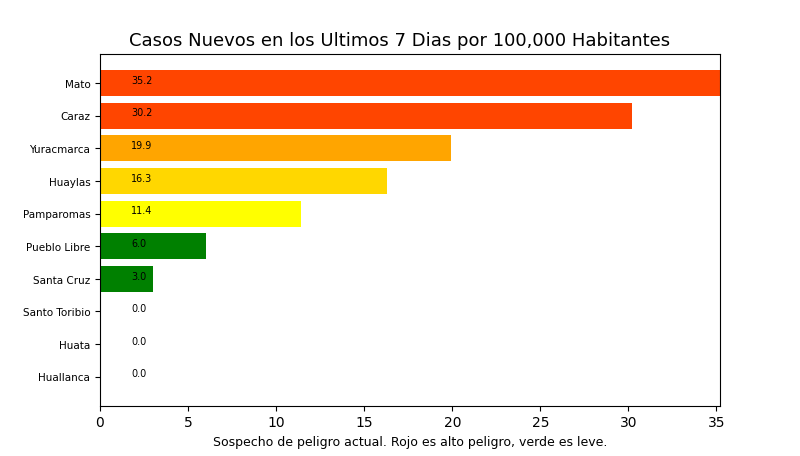 Casos Nuevos en los Ultimos 7 Dias por 100,000 Habitantes
Mato 35.2
Caraz 30.2
Yuracmarca 19.9
Huaylas 16.3
Pamparomas 11.4
Pueblo Libre 6.0
Santa Cruz 3.0
Santo Toribio 0.0
Huata 0.0
Huallanca 0.0
0 5 10 15 20 25 30 35
Sospecho de peligro actual. Rojo es alto peligro, verde es leve.